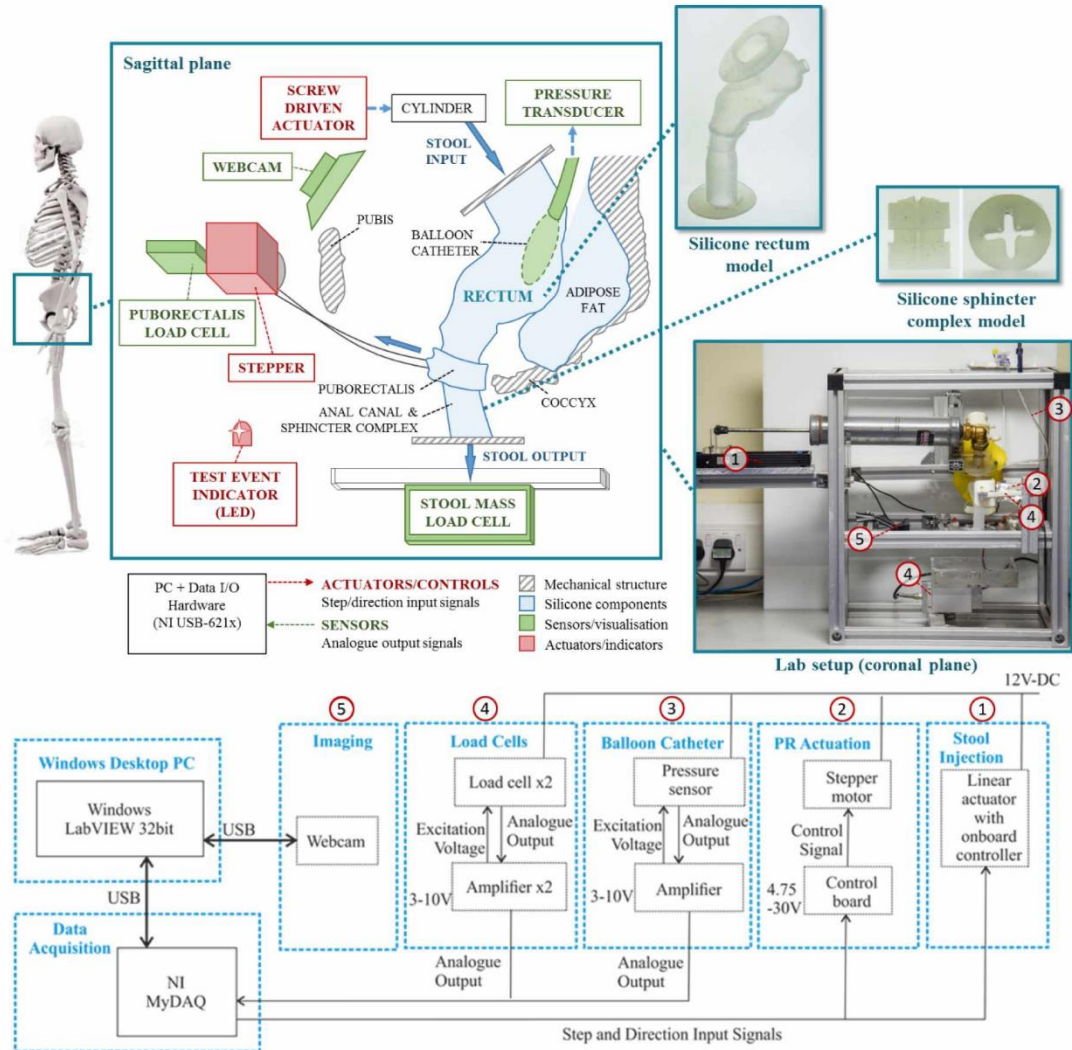 Sagittal plane
SCREW
DRIVEN
ACTUATOR
CYLINDER
STOOL
INPUT
PRESSURE
TRANSDUCER
WEBCAM
PUBIS
BALLOON
CATHETER
RECTUM
ADIPOSE
FAT
PUBORECTALIS
LOAD CELL
STEPPER
PUBORECTALIS
ANAL CANAL &
SPHINCTER COMPLEX
COCCYX
STOOL OUTPUT
TEST EVENT
INDICATOR
(LED)
STOOL MASS
LOAD CELL
Silicone rectum
model
Silicone sphincter
complex model
1
2
3
4
5
4
Lab setup (coronal plane)
PC + Data I/O
Hardware
(NI USB-621x)
ACTUATORS/CONTROLS
Step/direction input signals
SENSORS
Analogue output signals
Mechanical structure
Silicone components
Sensors/visualisation
Actuators/indicators
12V-DC
5
4
3
2
1
Windows Desktop PC
Windows
LabVIEW 32bit
USB
USB
Data
Acquisition
NI
MyDAQ
Imaging
Webcam
Load Cells
Load cell x2
Excitation
Voltage
Analogue
Output
3-10V
Amplifier x2
Analogue
Output
Balloon Catheter
Pressure
sensor
Excitation
Voltage
Analogue
Output
3-10V
Amplifier
Analogue
Output
PR Actuation
Stepper
motor
Control
Signal
4.75
-30V
Control
board
Stool
Injection
Linear
actuator
with
onboard
controller
Step and Direction Input Signals